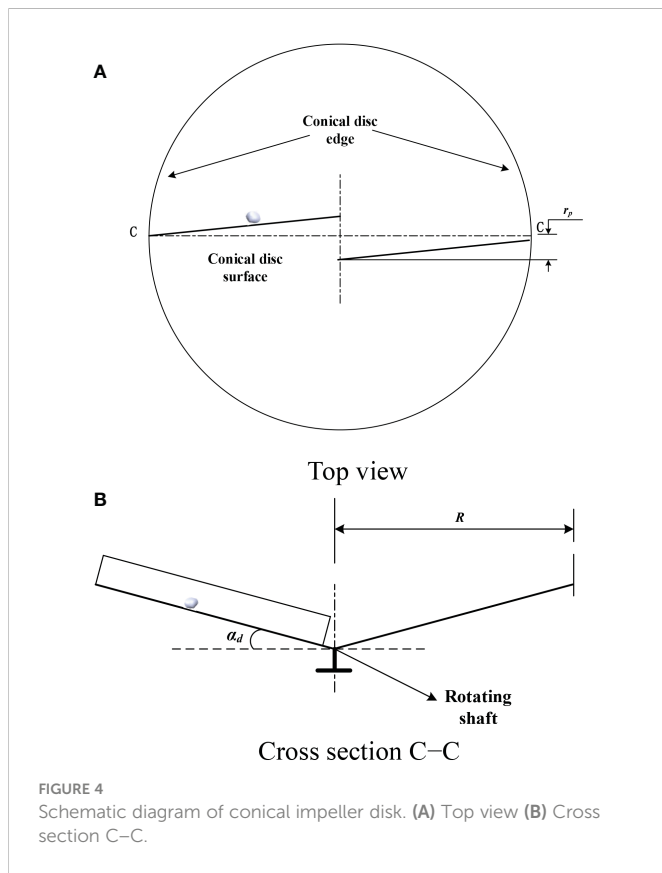 A
Conical disc
edge
r_p
C
C
Conical disc
surface
Top view
B
R
α_d
Rotating
shaft
Cross section C−C
FIGURE 4
Schematic diagram of conical impeller disk. (A) Top view (B) Cross
section C–C.